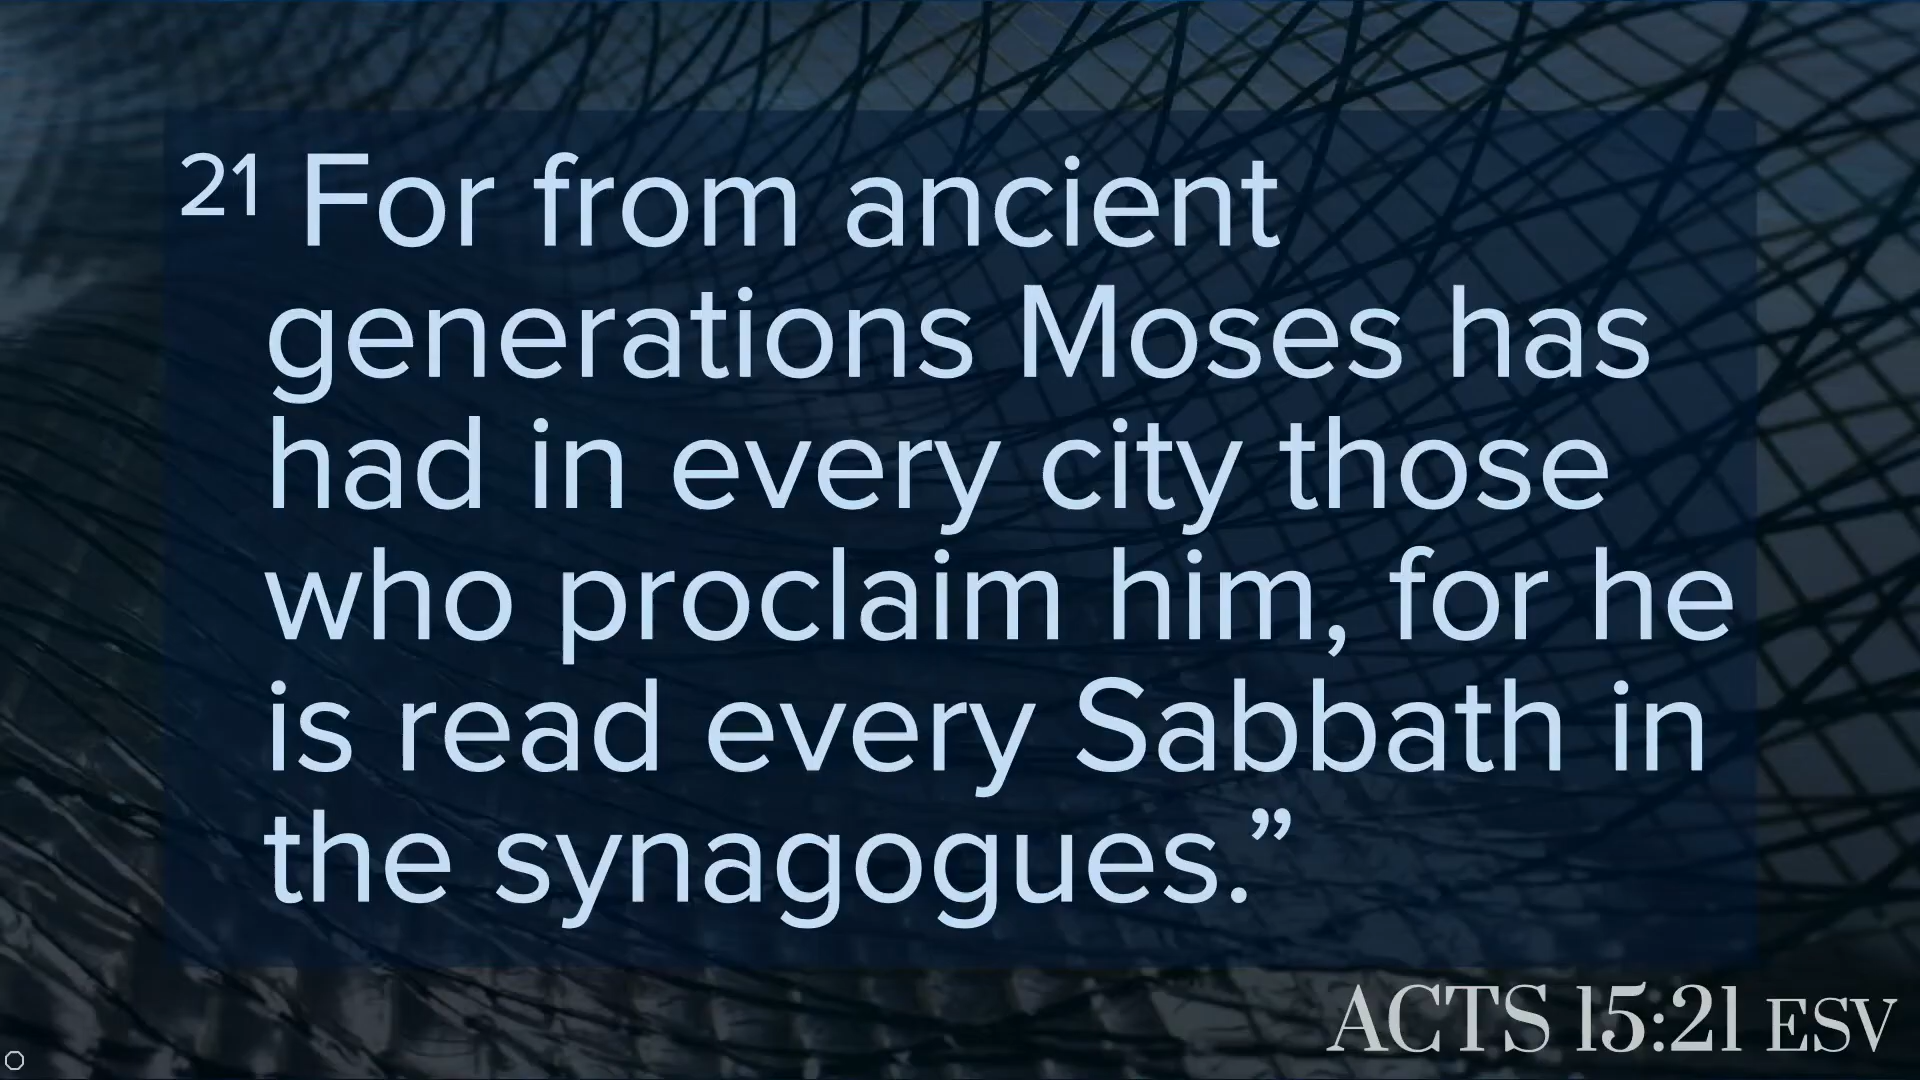 21 For from ancient
generations Moses has
had in every city those
who proclaim him, for he
is read every Sabbath in
the synagogues.”
ACTS 15:21 ESV